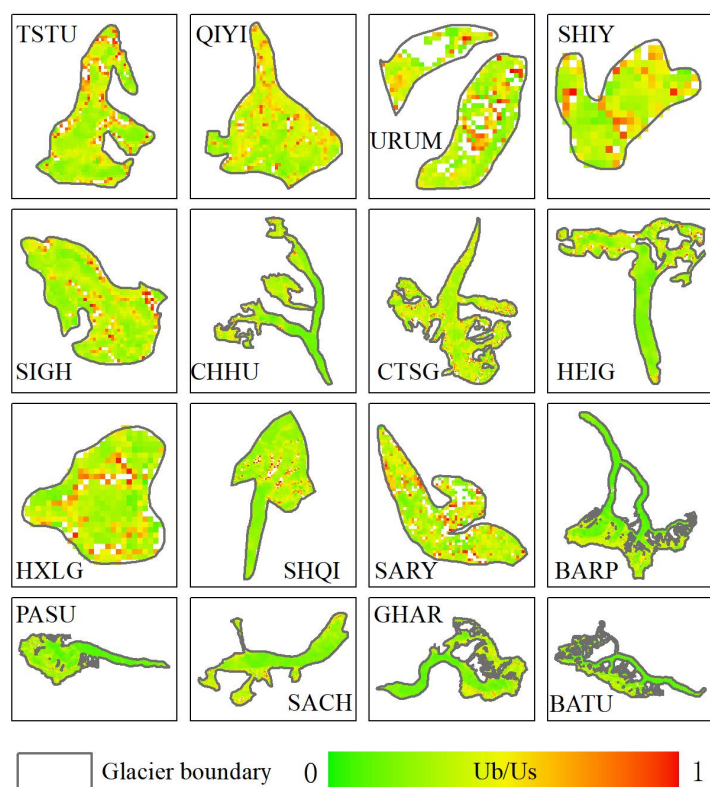 TSTU
QIYI
URUM
SHIY
SIGH
CHHU
CTSG
HEIG
HXLG
SHQI
SARY
BARP
PASU
SACH
GHAR
BATU
Glacier boundary 0 Ub/Us 1